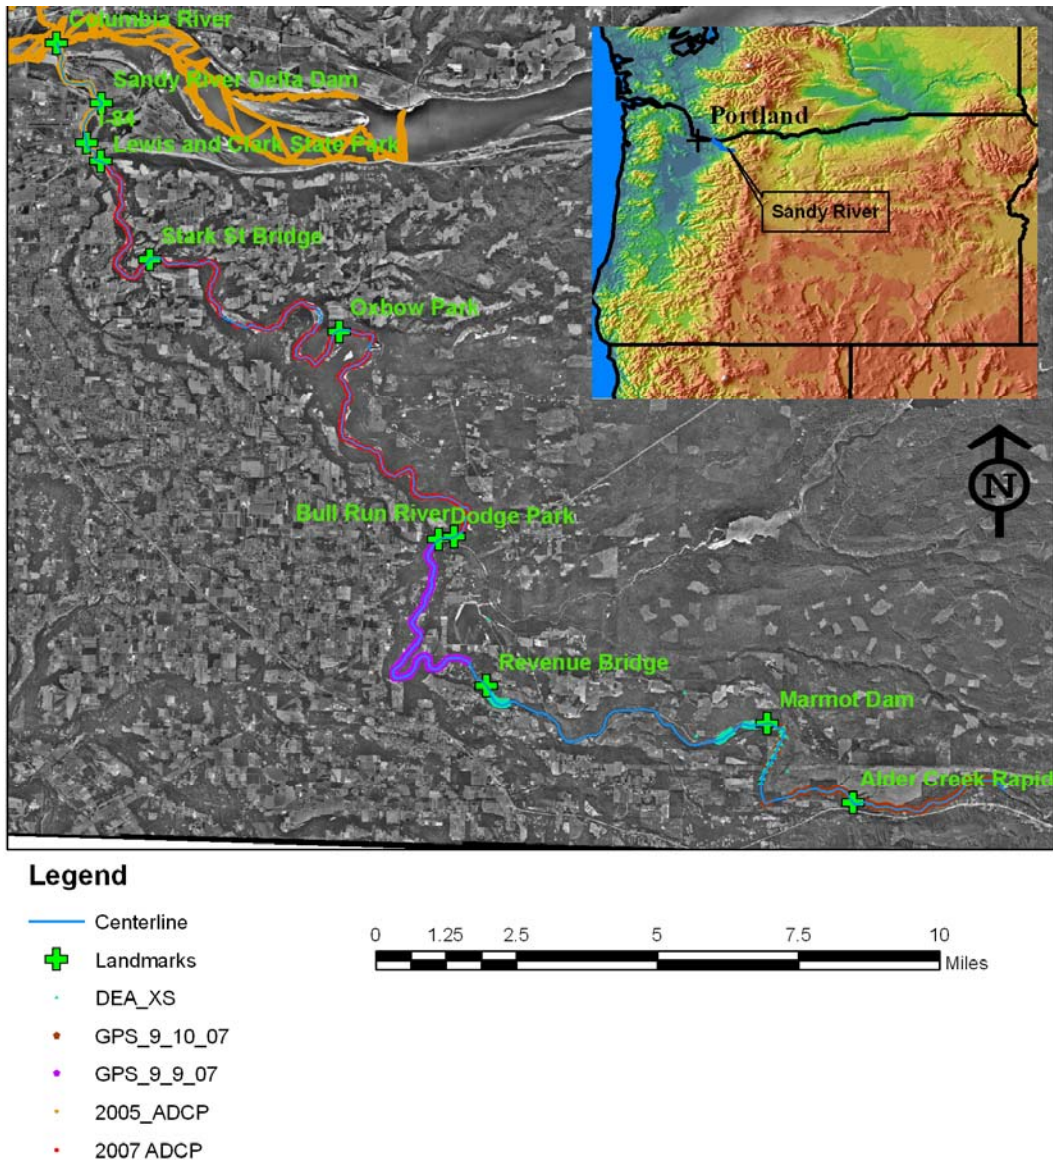 Columbia River
Sandy River Delta Dam
I-84
Lewis and Clark State Park
Stark St Bridge
Oxbow Park
Bull Run River
Dodge Park
Revenue Bridge
Marmot Dam
Alder Creek Rapid
Portland
Sandy River
N
Legend
Centerline
Landmarks
DEA_XS
GPS_9_10_07
GPS_9_9_07
2005_ADCP
2007 ADCP
0 1.25 2.5 5 7.5 10
Miles